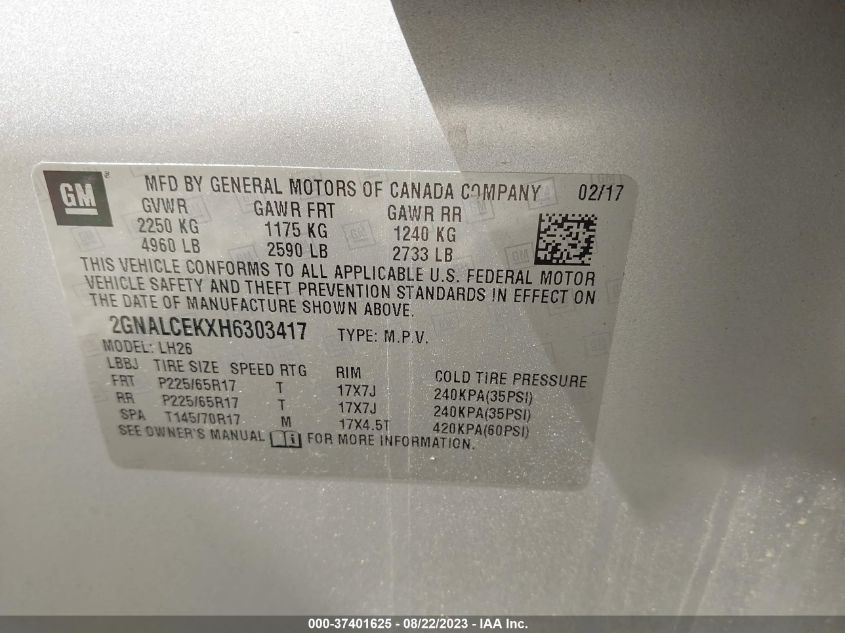 GM
MFD BY GENERAL MOTORS OF CANADA COMPANY 02/17
GVWR GAWR FRT GAWR RR
2250 KG 1175 KG 1240 KG
4960 LB 2590 LB 2733 LB
THIS VEHICLE CONFORMS TO ALL APPLICABLE U.S. FEDERAL MOTOR
VEHICLE SAFETY AND THEFT PREVENTION STANDARDS IN EFFECT ON
THE DATE OF MANUFACTURE SHOWN ABOVE.
2GNALCEKXH6303417 TYPE: M.P.V.
MODEL: LH26
LBBJ TIRE SIZE SPEED RTG RIM COLD TIRE PRESSURE
FRT P225/65R17 T 17X7J 240KPA(35PSI)
RR P225/65R17 T 17X7J 240KPA(35PSI)
SPA T145/70R17 M 17X4.5T 420KPA(60PSI)
SEE OWNER'S MANUAL i FOR MORE INFORMATION.
000-37401625 - 08/22/2023 - IAA Inc.